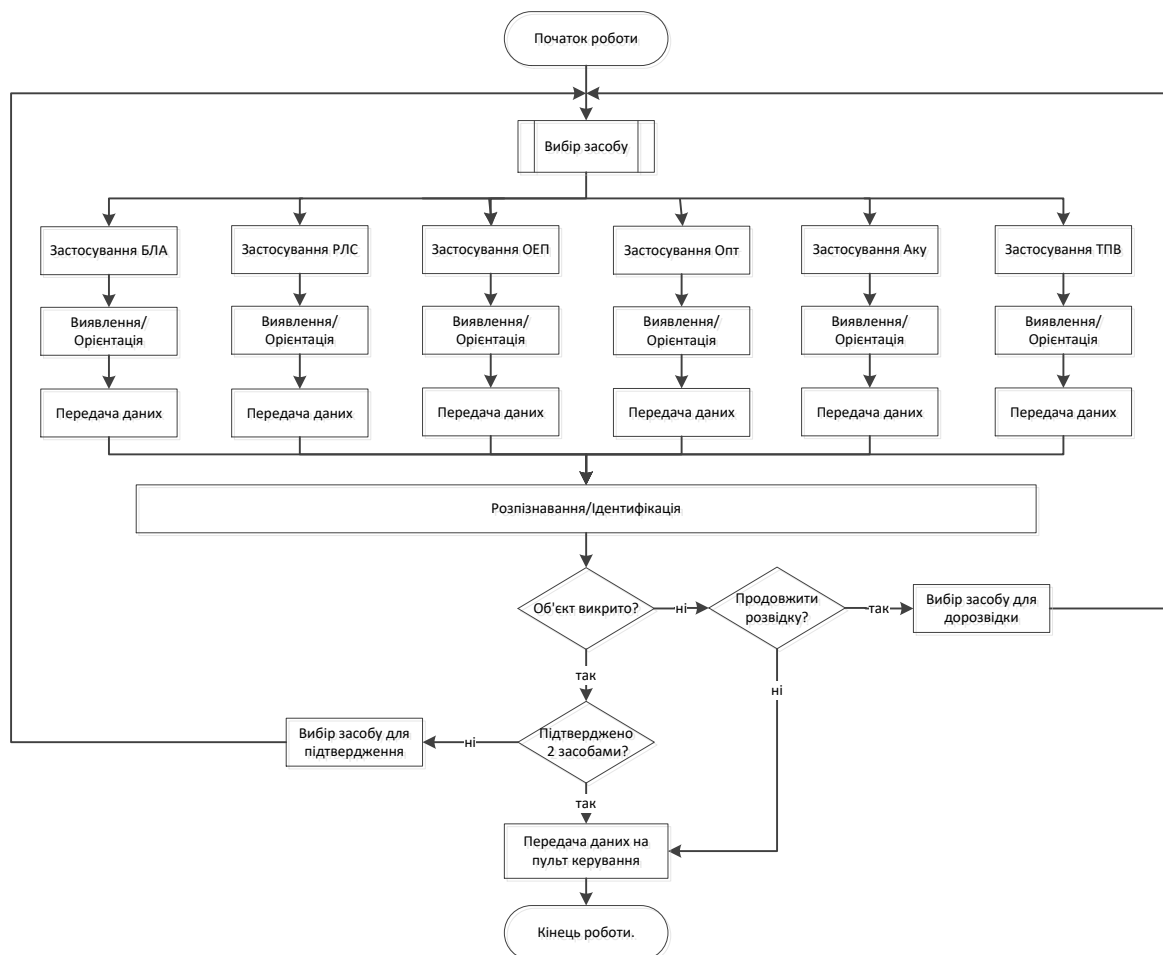 Початок роботи
Вибір засобу
Застосування БЛА
Застосування РЛС
Застосування ОЕП
Застосування Опт
Застосування Аку
Застосування ТПВ
Виявлення/
Орієнтація
Виявлення/
Орієнтація
Виявлення/
Орієнтація
Виявлення/
Орієнтація
Виявлення/
Орієнтація
Виявлення/
Орієнтація
Передача даних
Передача даних
Передача даних
Передача даних
Передача даних
Передача даних
Розпізнавання/Ідентифікація
Об'єкт викрито?
ні
Продовжити
розвідку?
так
Вибір засобу для
дорозвідки
так
ні
Вибір засобу для
підтвердження
ні
Підтверджено
2 засобами?
так
Передача даних на
пульт керування
Кінець роботи.